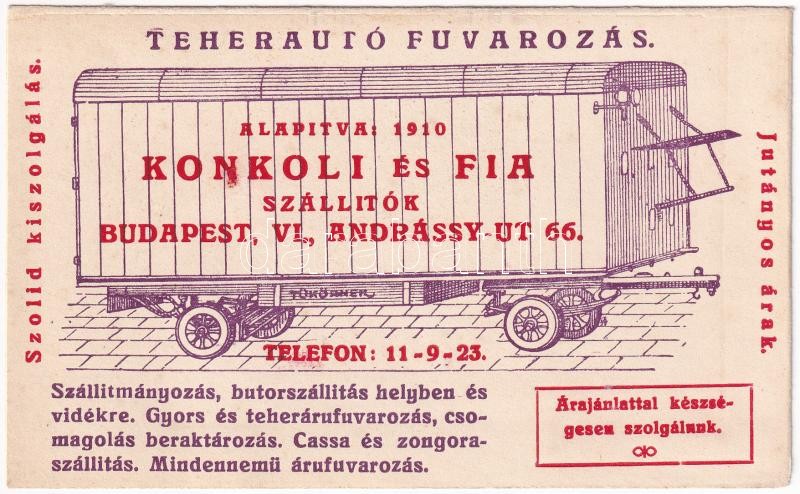 TEHERAUTÓ FUVAROZÁS.
Szolid kiszolgálás.
ALAPITVA: 1910
KONKOLI ÉS FIA
SZÁLLITÓK
BUDAPEST, VI., ANDRÁSSY-UT 66.
darabanth
TELEFON: 11-9-23.
Jutányos árak.
Szállitmányozás, butorszállitás helyben és
vidékre. Gyors és teherárufuvarozás, cso-
magolás beraktározás. Cassa és zongora-
szállitás. Mindennemü árufuvarozás.
Árajánlattal készsé-
gesen szolgálunk.